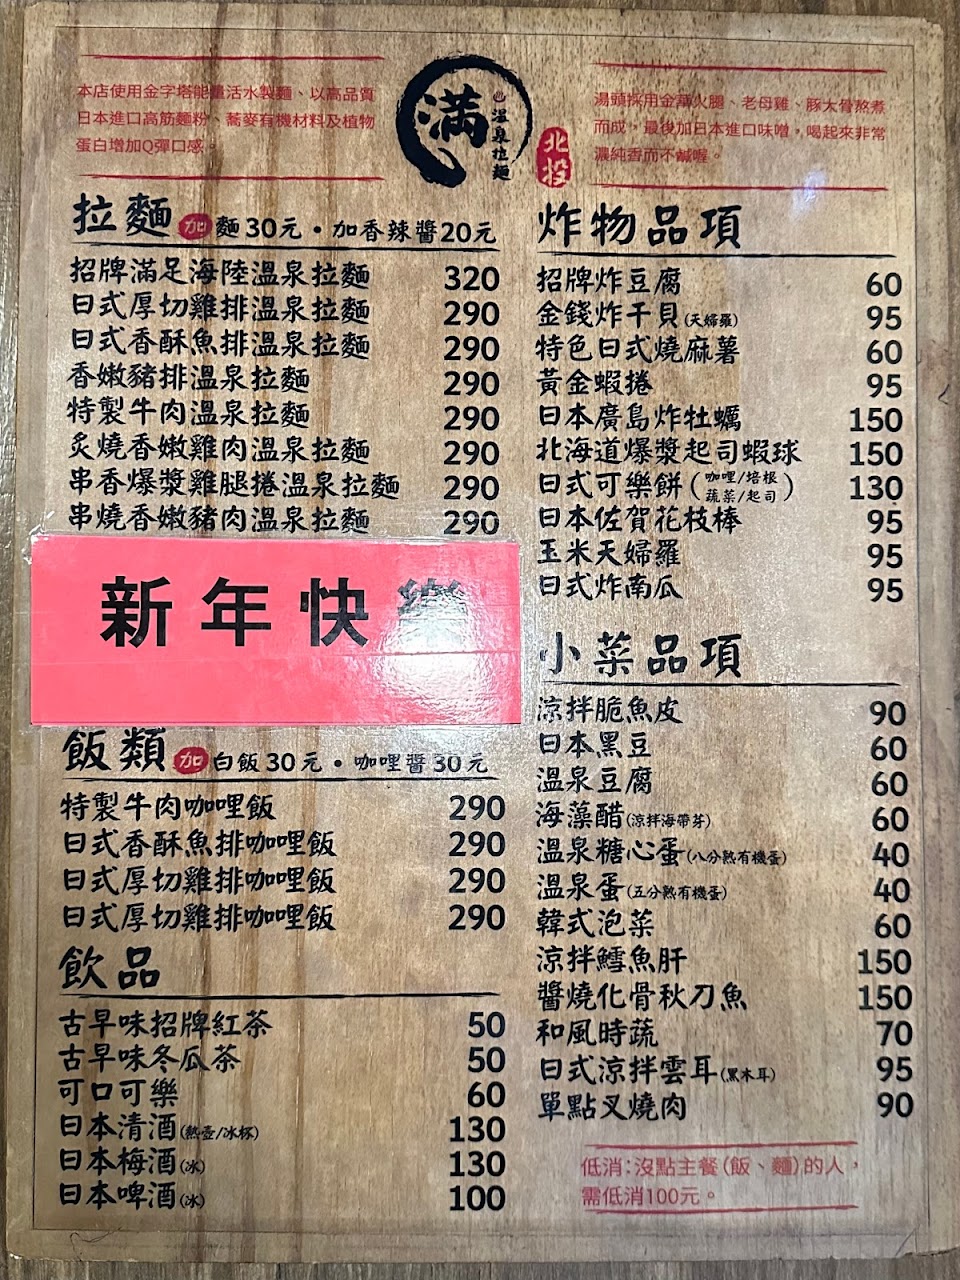 本店使用金字塔能量活水製麵、以高品質
日本進口高筋麵粉、蕎麥有機材料及植物
蛋白增加Q彈口感。
滿
溫泉拉麵
北投
湯頭採用金華火腿、老母雞、豚大骨熬煮
而成，最後加日本進口味噌，喝起來非常
濃純香而不鹹喔。
拉麵 加 麵30元・加香辣醬20元
招牌滿足海陸溫泉拉麵 320
日式厚切雞排溫泉拉麵 290
日式香酥魚排溫泉拉麵 290
香嫩豬排溫泉拉麵 290
特製牛肉溫泉拉麵 290
炙燒香嫩雞肉溫泉拉麵 290
串香爆漿雞腿捲溫泉拉麵 290
串燒香嫩豬肉溫泉拉麵 290
新年快樂
飯類 加 白飯30元・咖哩醬30元
特製牛肉咖哩飯 290
日式香酥魚排咖哩飯 290
日式厚切雞排咖哩飯 290
日式厚切雞排咖哩飯 290
飲品
古早味招牌紅茶 50
古早味冬瓜茶 50
可口可樂 60
日本清酒(熱壺/冰杯) 130
日本梅酒(冰) 130
日本啤酒(冰) 100
炸物品項
招牌炸豆腐 60
金錢炸干貝(天婦羅) 95
特色日式燒麻薯 60
黃金蝦捲 95
日本廣島炸牡蠣 150
北海道爆漿起司蝦球 150
日式可樂餅(咖哩/培根 蔬菜/起司) 130
日本佐賀花枝棒 95
玉米天婦羅 95
日式炸南瓜 95
小菜品項
涼拌脆魚皮 90
日本黑豆 60
溫泉豆腐 60
海藻醋(涼拌海帶芽) 60
溫泉糖心蛋(八分熟有機蛋) 40
溫泉蛋(五分熟有機蛋) 40
韓式泡菜 60
涼拌鱈魚肝 150
醬燒化骨秋刀魚 150
和風時蔬 70
日式涼拌雲耳(黑木耳) 95
單點叉燒肉 90
低消：沒點主餐(飯、麵)的人，
需低消100元。